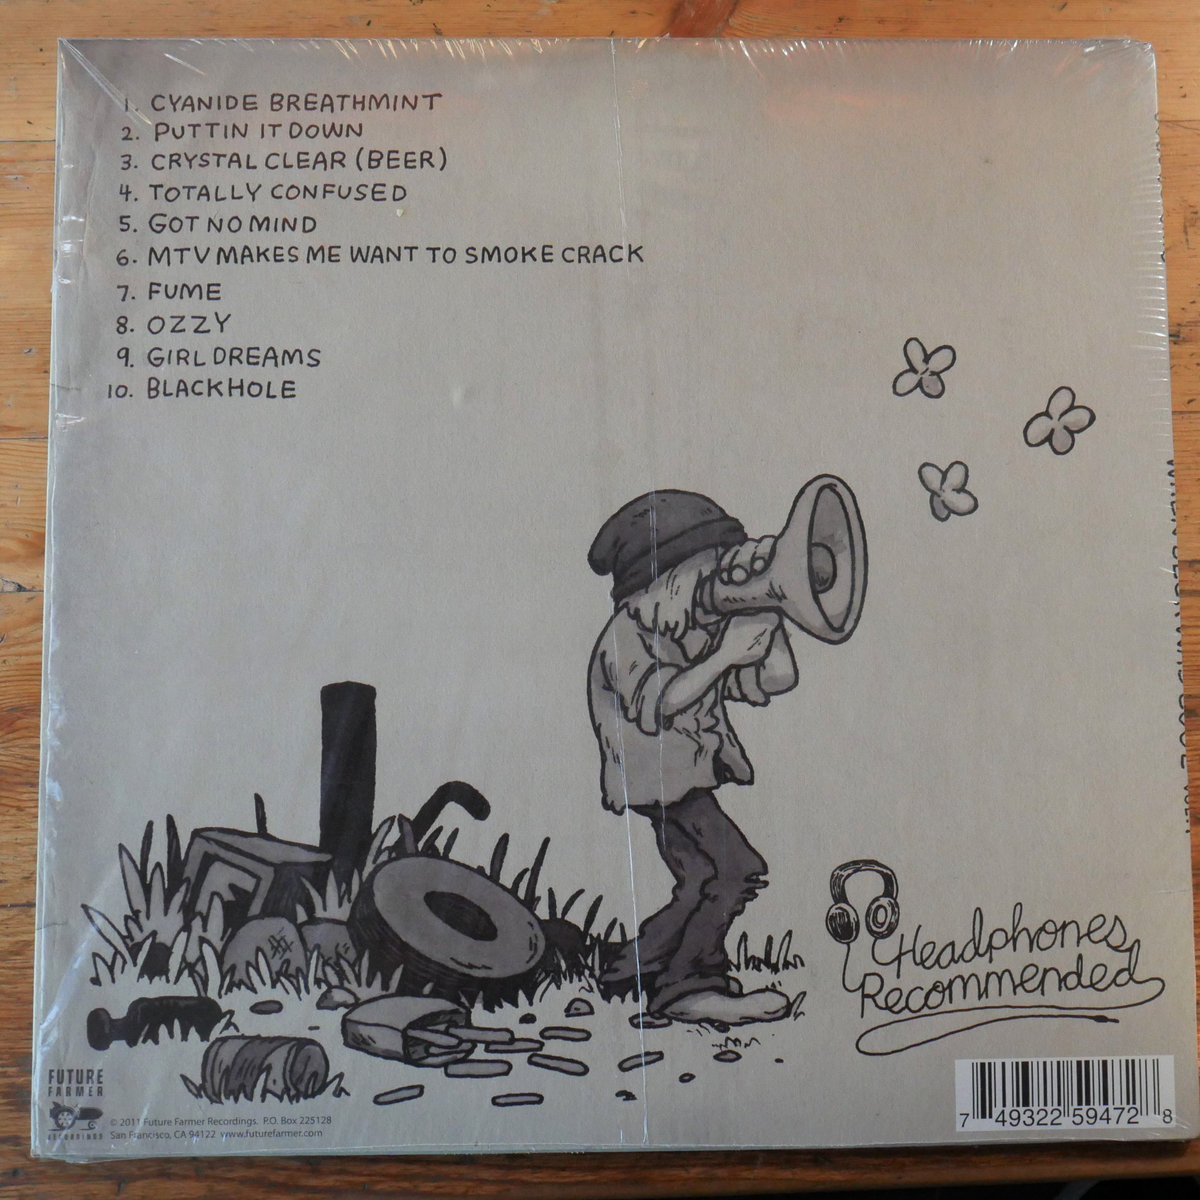 1. CYANIDE BREATHMINT
2. PUTTIN IT DOWN
3. CRYSTAL CLEAR (BEER)
4. TOTALLY CONFUSED
5. GOT NO MIND
6. MTV MAKES ME WANT TO SMOKE CRACK
7. FUME
8. OZZY
9. GIRL DREAMS
10. BLACKHOLE
Headphones
Recommended
FUTURE
FARMER
RECORDINGS
© 2011 Future Farmer Recordings. P.O. Box 225128
San Francisco, CA 94122 www.futurefarmer.com
7 49322 59472 8